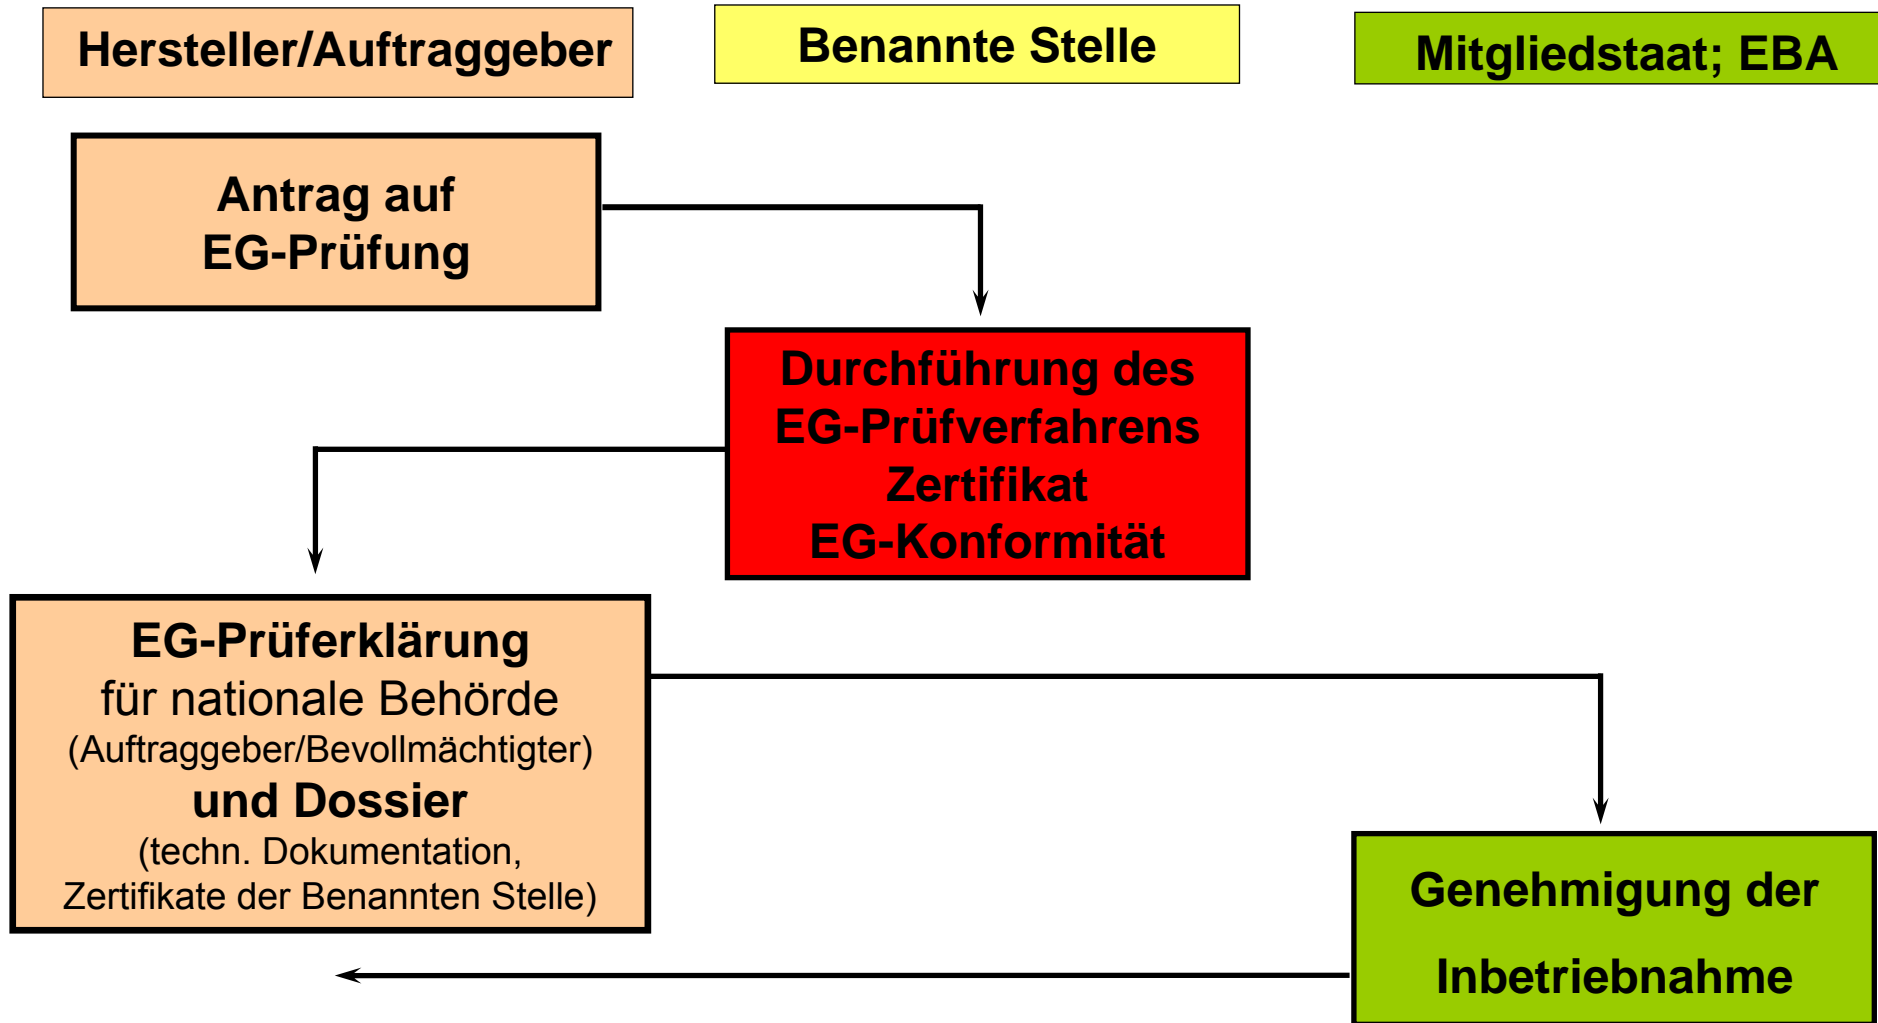 Hersteller/Auftraggeber
Benannte Stelle
Mitgliedstaat; EBA
Antrag auf
EG-Prüfung
Durchführung des
EG-Prüfverfahrens
Zertifikat
EG-Konformität
EG-Prüferklärung
für nationale Behörde
(Auftraggeber/Bevollmächtigter)
und Dossier
(techn. Dokumentation,
Zertifikate der Benannten Stelle)
Genehmigung der
Inbetriebnahme